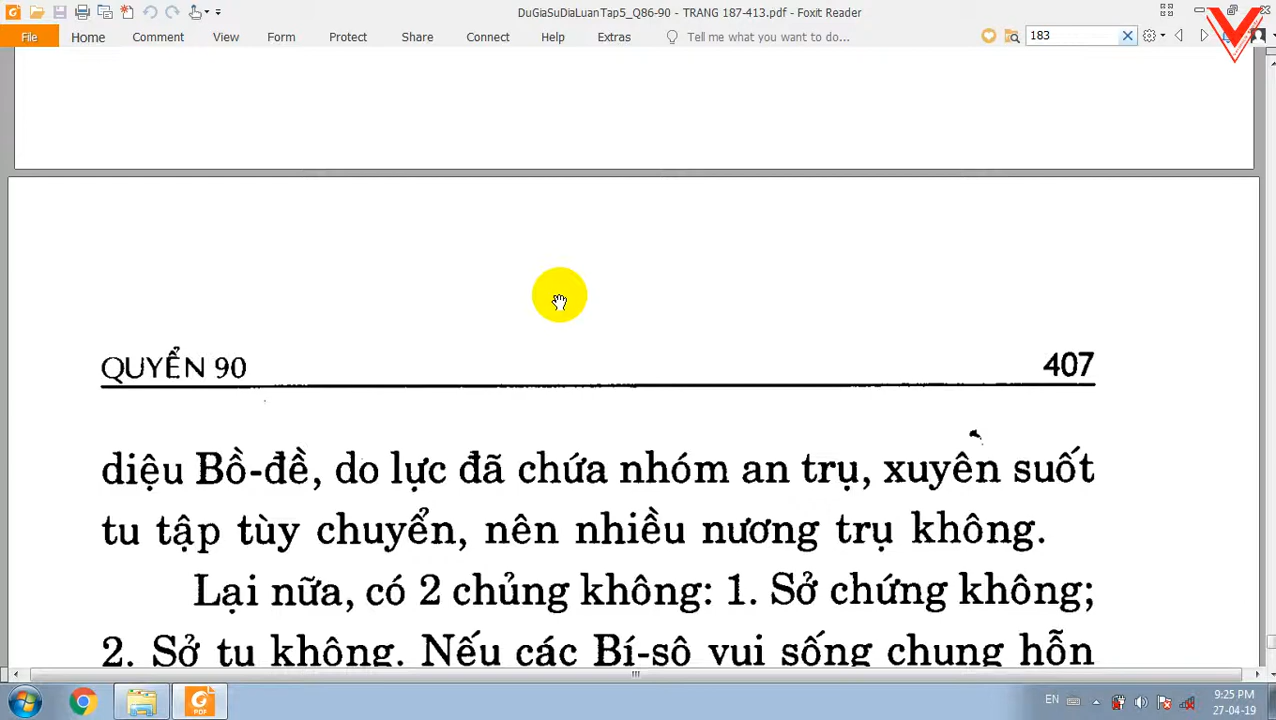 DuGiaSuDiaLuanTap5_Q86-90 - TRANG 187-413.pdf - Foxit Reader
File Home Comment View Form Protect Share Connect Help Extras Tell me what you want to do... 183
QUYỂN 90 407
diệu Bồ-đề, do lực đã chứa nhóm an trụ, xuyên suốt
tu tập tùy chuyển, nên nhiều nương trụ không.
Lại nữa, có 2 chủng không: 1. Sở chứng không;
2. Sở tu không. Nếu các Bí-sô vui sống chung hỗn
PDF
EN 9:25 PM
27-04-19